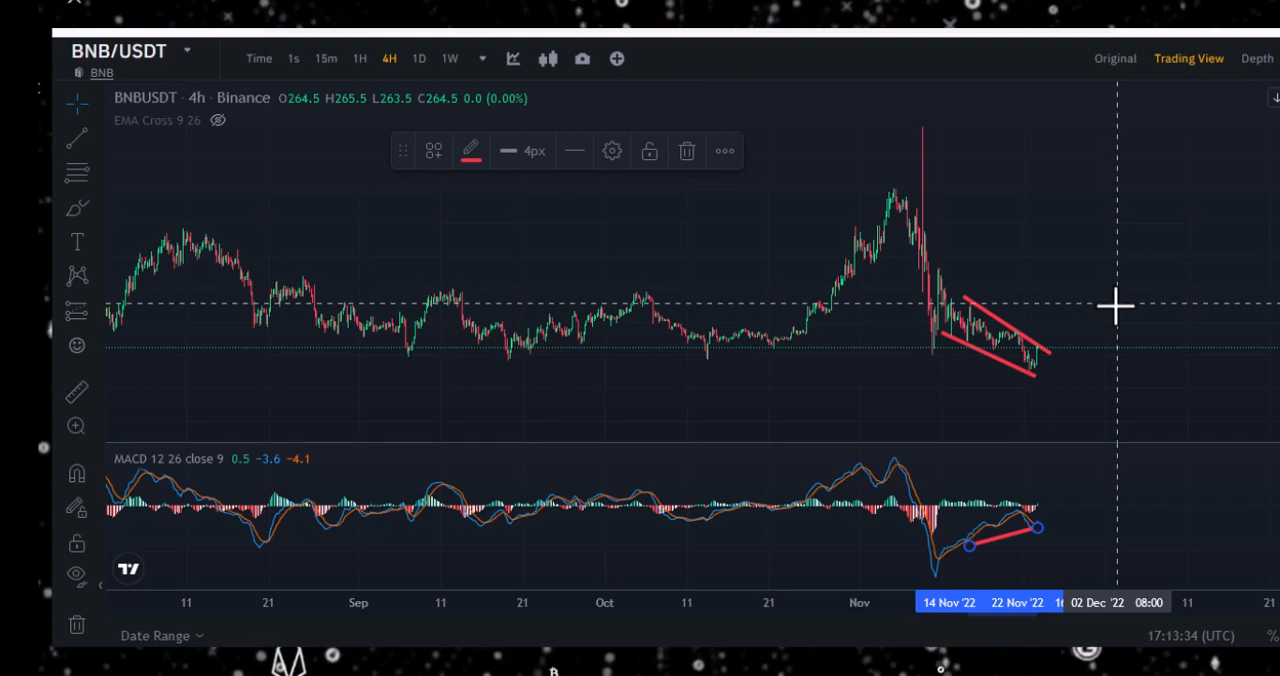 BNB/USDT
BNB
Time 1s 15m 1H 4H 1D 1W
Original Trading View Depth
BNBUSDT · 4h · Binance O264.5 H265.5 L263.5 C264.5 0.0 (0.00%)
EMA Cross 9 26
4px
MACD 12 26 close 9 0.5 −3.6 −4.1
11 21 Sep 11 21 Oct 11 21 Nov 14 Nov '22 22 Nov '22 02 Dec '22 08:00 11 21
Date Range 17:13:34 (UTC) %